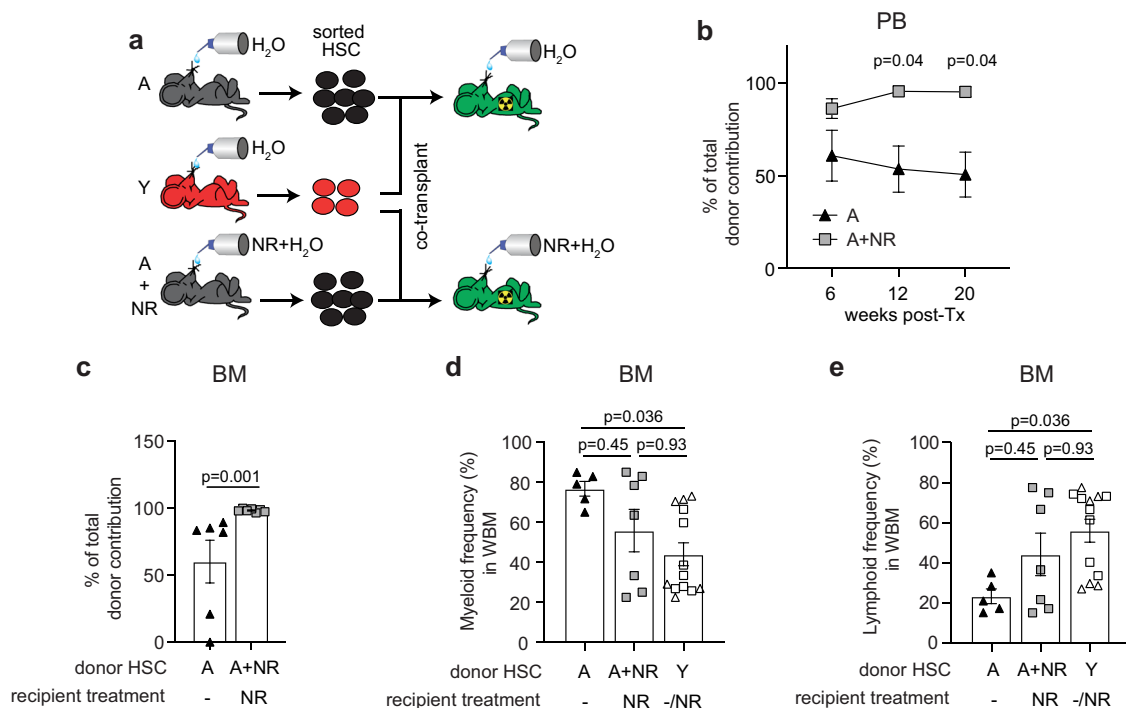 a
H₂O
sorted
HSC
H₂O
A
H₂O
Y
co-transplant
NR+H₂O
NR+H₂O
A
+
NR
b
PB
p=0.04 p=0.04
100
50
0
% of total
donor contribution
A
A+NR
6 12 20
weeks post-Tx
c
BM
150
100
50
0
% of total
donor contribution
p=0.001
donor HSC A A+NR
recipient treatment - NR
d
BM
p=0.036
p=0.45 p=0.93
100
80
60
40
20
0
Myeloid frequency (%)
in WBM
donor HSC A A+NR Y
recipient treatment - NR -/NR
e
BM
p=0.036
p=0.45 p=0.93
100
80
60
40
20
0
Lymphoid frequency (%)
in WBM
donor HSC A A+NR Y
recipient treatment - NR -/NR